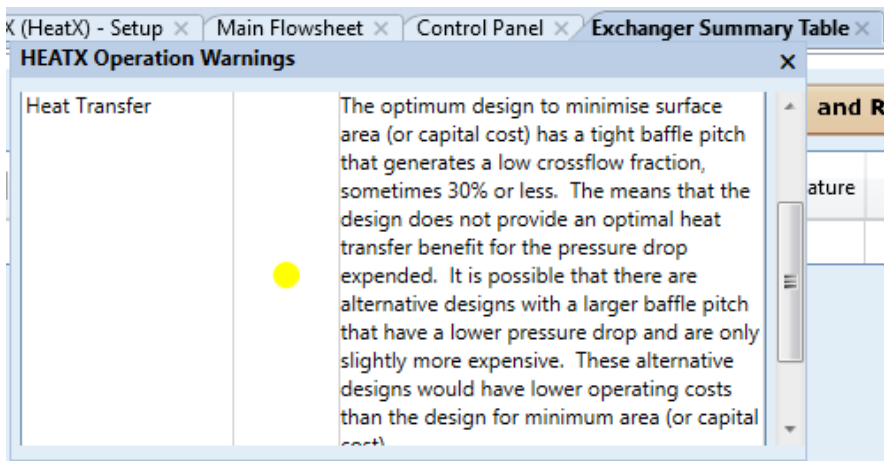 X (HeatX) - Setup × Main Flowsheet × Control Panel × Exchanger Summary Table ×
HEATX Operation Warnings ×
Heat Transfer
The optimum design to minimise surface
area (or capital cost) has a tight baffle pitch
that generates a low crossflow fraction,
sometimes 30% or less. The means that the
design does not provide an optimal heat
transfer benefit for the pressure drop
expended. It is possible that there are
alternative designs with a larger baffle pitch
that have a lower pressure drop and are only
slightly more expensive. These alternative
designs would have lower operating costs
than the design for minimum area (or capital
cost)
and R
ature